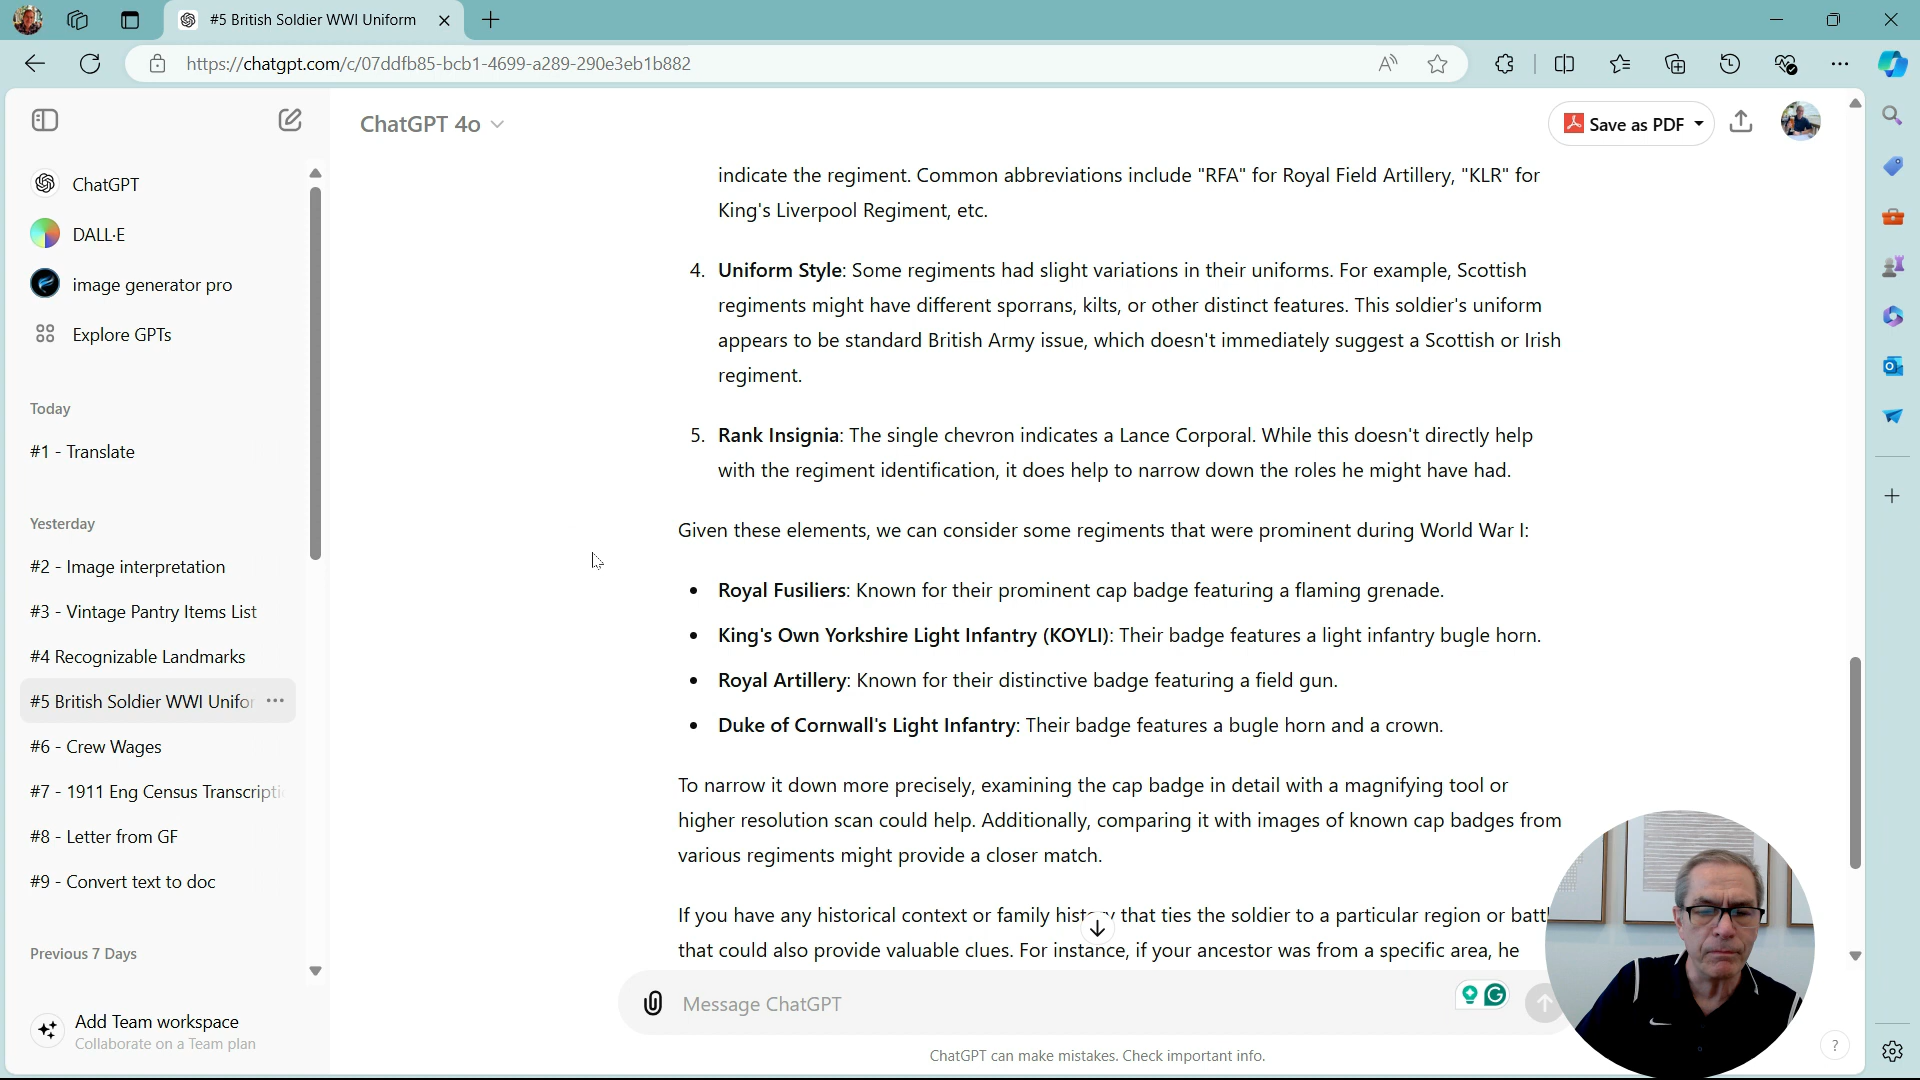 #5 British Soldier WWI Uniform
https://chatgpt.com/c/07ddfb85-bcb1-4699-a289-290e3eb1b882
ChatGPT
DALL·E
image generator pro
Explore GPTs
Today
#1 - Translate
Yesterday
#2 - Image interpretation
#3 - Vintage Pantry Items List
#4 Recognizable Landmarks
#5 British Soldier WWI Unifor
#6 - Crew Wages
#7 - 1911 Eng Census Transcripti
#8 - Letter from GF
#9 - Convert text to doc
Previous 7 Days
Add Team workspace
Collaborate on a Team plan
ChatGPT 4o
Save as PDF
indicate the regiment. Common abbreviations include "RFA" for Royal Field Artillery, "KLR" for
King's Liverpool Regiment, etc.
4. Uniform Style: Some regiments had slight variations in their uniforms. For example, Scottish
regiments might have different sporrans, kilts, or other distinct features. This soldier's uniform
appears to be standard British Army issue, which doesn't immediately suggest a Scottish or Irish
regiment.
5. Rank Insignia: The single chevron indicates a Lance Corporal. While this doesn't directly help
with the regiment identification, it does help to narrow down the roles he might have had.
Given these elements, we can consider some regiments that were prominent during World War I:
• Royal Fusiliers: Known for their prominent cap badge featuring a flaming grenade.
• King's Own Yorkshire Light Infantry (KOYLI): Their badge features a light infantry bugle horn.
• Royal Artillery: Known for their distinctive badge featuring a field gun.
• Duke of Cornwall's Light Infantry: Their badge features a bugle horn and a crown.
To narrow it down more precisely, examining the cap badge in detail with a magnifying tool or
higher resolution scan could help. Additionally, comparing it with images of known cap badges from
various regiments might provide a closer match.
If you have any historical context or family history that ties the soldier to a particular region or battl
that could also provide valuable clues. For instance, if your ancestor was from a specific area, he
Message ChatGPT
ChatGPT can make mistakes. Check important info.
?